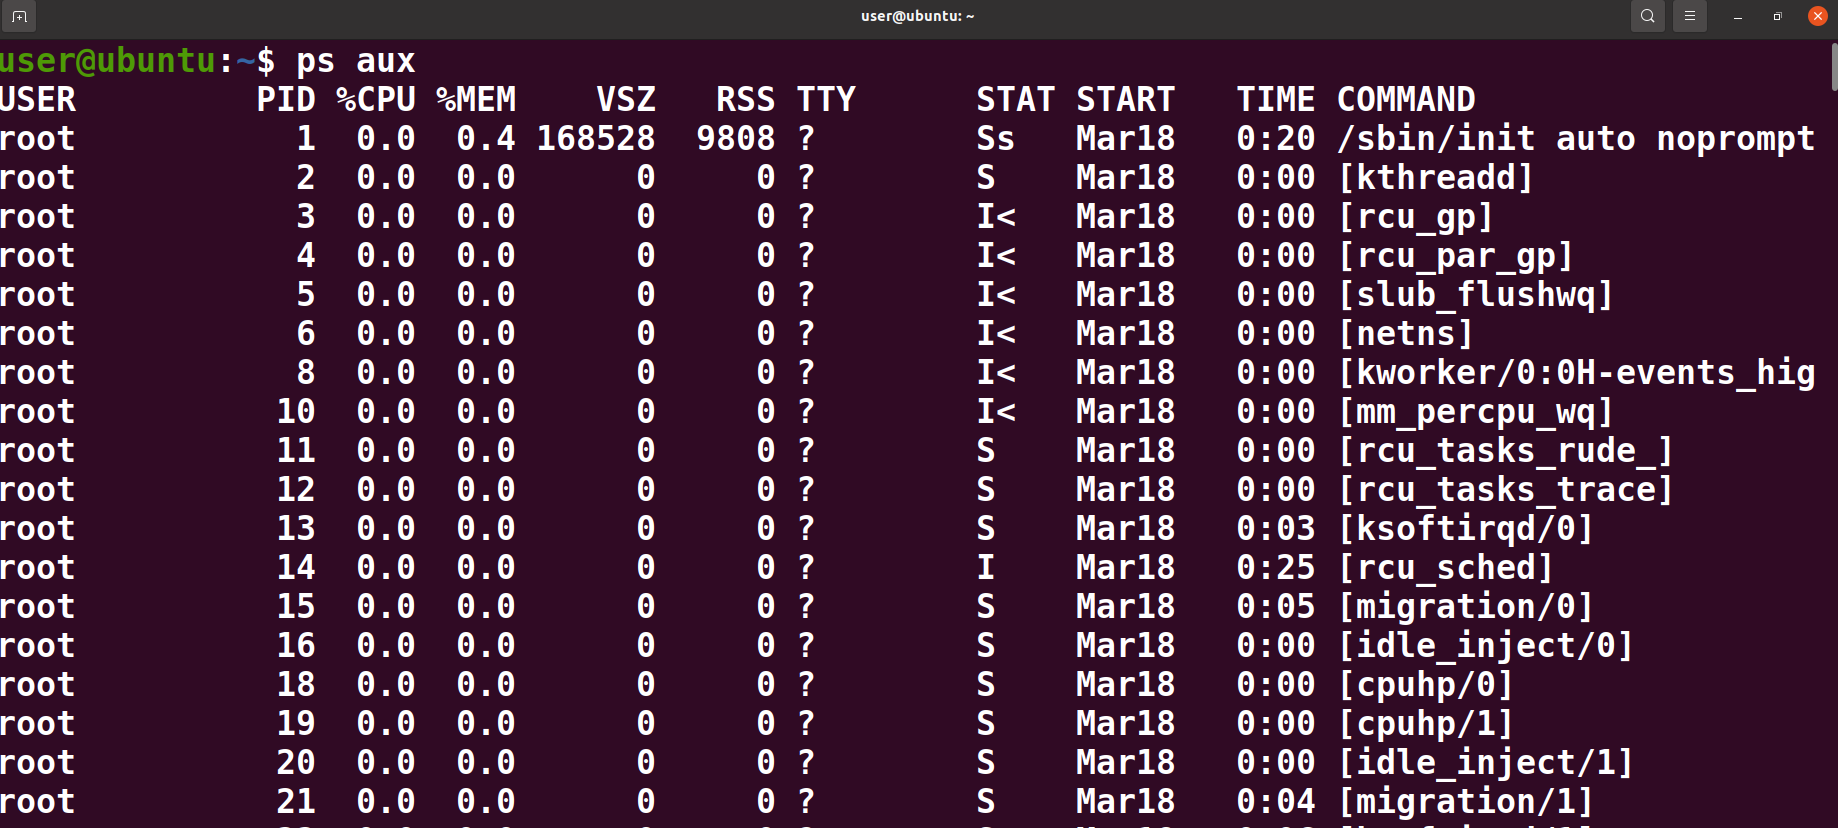 user@ubuntu: ~
user@ubuntu:~$ ps aux
USER         PID %CPU %MEM    VSZ   RSS TTY      STAT START   TIME COMMAND
root           1  0.0  0.4 168528  9808 ?        Ss   Mar18   0:20 /sbin/init auto noprompt
root           2  0.0  0.0      0     0 ?        S    Mar18   0:00 [kthreadd]
root           3  0.0  0.0      0     0 ?        I<   Mar18   0:00 [rcu_gp]
root           4  0.0  0.0      0     0 ?        I<   Mar18   0:00 [rcu_par_gp]
root           5  0.0  0.0      0     0 ?        I<   Mar18   0:00 [slub_flushwq]
root           6  0.0  0.0      0     0 ?        I<   Mar18   0:00 [netns]
root           8  0.0  0.0      0     0 ?        I<   Mar18   0:00 [kworker/0:0H-events_hig
root          10  0.0  0.0      0     0 ?        I<   Mar18   0:00 [mm_percpu_wq]
root          11  0.0  0.0      0     0 ?        S    Mar18   0:00 [rcu_tasks_rude_]
root          12  0.0  0.0      0     0 ?        S    Mar18   0:00 [rcu_tasks_trace]
root          13  0.0  0.0      0     0 ?        S    Mar18   0:03 [ksoftirqd/0]
root          14  0.0  0.0      0     0 ?        I    Mar18   0:25 [rcu_sched]
root          15  0.0  0.0      0     0 ?        S    Mar18   0:05 [migration/0]
root          16  0.0  0.0      0     0 ?        S    Mar18   0:00 [idle_inject/0]
root          18  0.0  0.0      0     0 ?        S    Mar18   0:00 [cpuhp/0]
root          19  0.0  0.0      0     0 ?        S    Mar18   0:00 [cpuhp/1]
root          20  0.0  0.0      0     0 ?        S    Mar18   0:00 [idle_inject/1]
root          21  0.0  0.0      0     0 ?        S    Mar18   0:04 [migration/1]